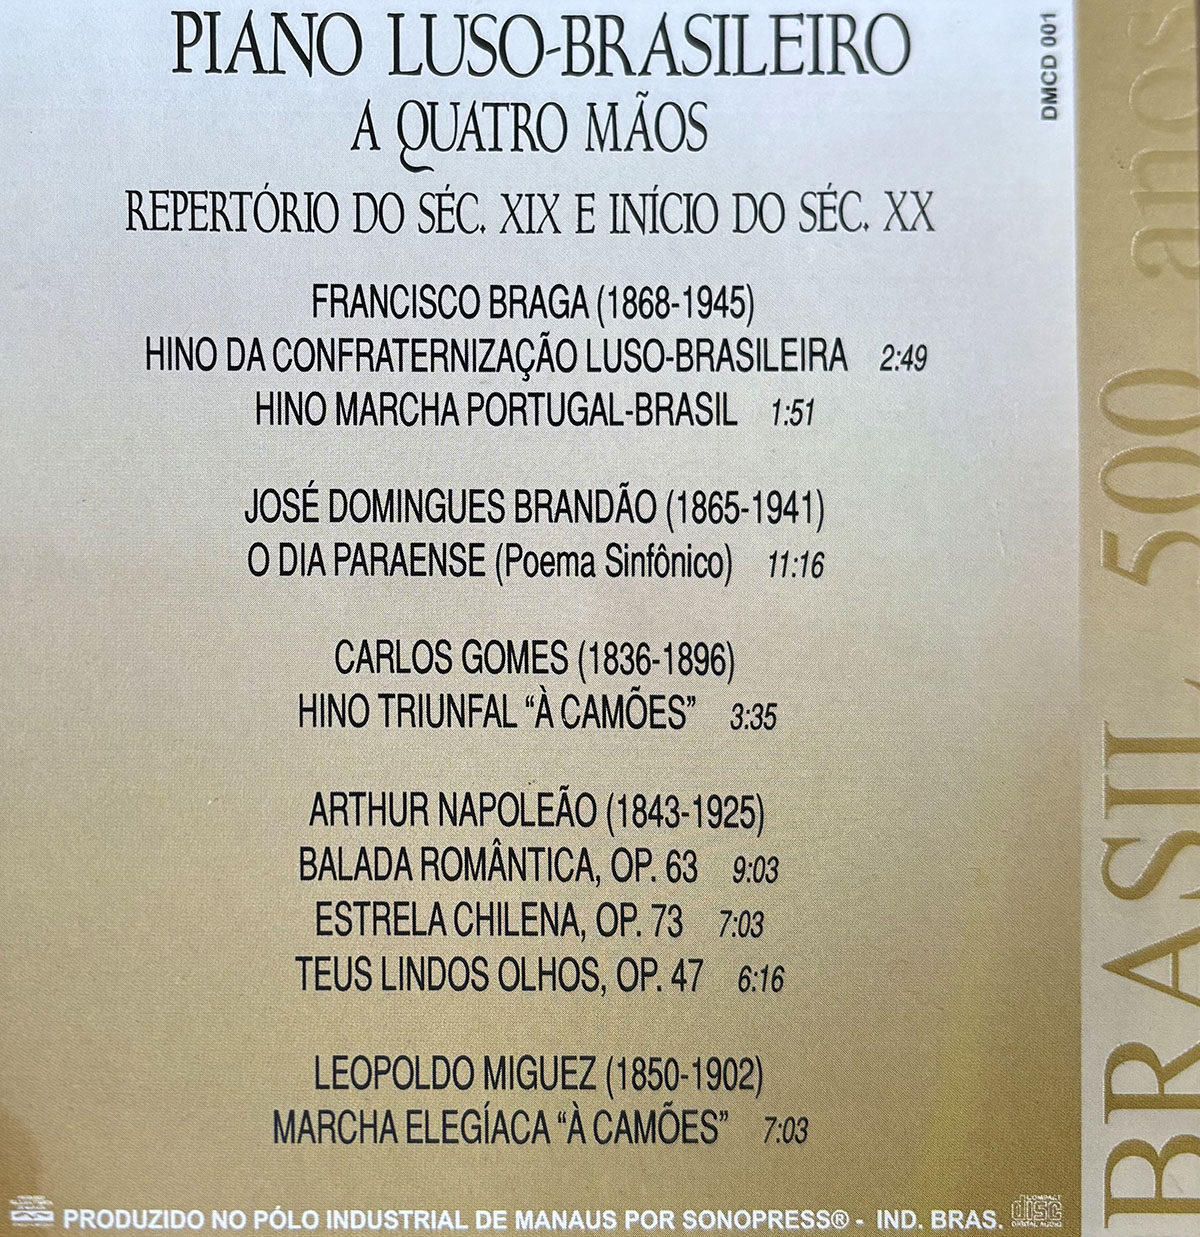 PIANO LUSO-BRASILEIRO
A QUATRO MÃOS
REPERTÓRIO DO SÉC. XIX E INÍCIO DO SÉC. XX
FRANCISCO BRAGA (1868-1945)
HINO DA CONFRATERNIZAÇÃO LUSO-BRASILEIRA 2:49
HINO MARCHA PORTUGAL-BRASIL 1:51
JOSÉ DOMINGUES BRANDÃO (1865-1941)
O DIA PARAENSE (Poema Sinfônico) 11:16
CARLOS GOMES (1836-1896)
HINO TRIUNFAL “À CAMÕES” 3:35
ARTHUR NAPOLEÃO (1843-1925)
BALADA ROMÂNTICA, OP. 63 9:03
ESTRELA CHILENA, OP. 73 7:03
TEUS LINDOS OLHOS, OP. 47 6:16
LEOPOLDO MIGUEZ (1850-1902)
MARCHA ELEGÍACA “À CAMÕES” 7:03
PRODUZIDO NO PÓLO INDUSTRIAL DE MANAUS POR SONOPRESS® - IND. BRAS.
COMPACT
disc
DIGITAL AUDIO
DMCD 001
BRASIL, 500 anos